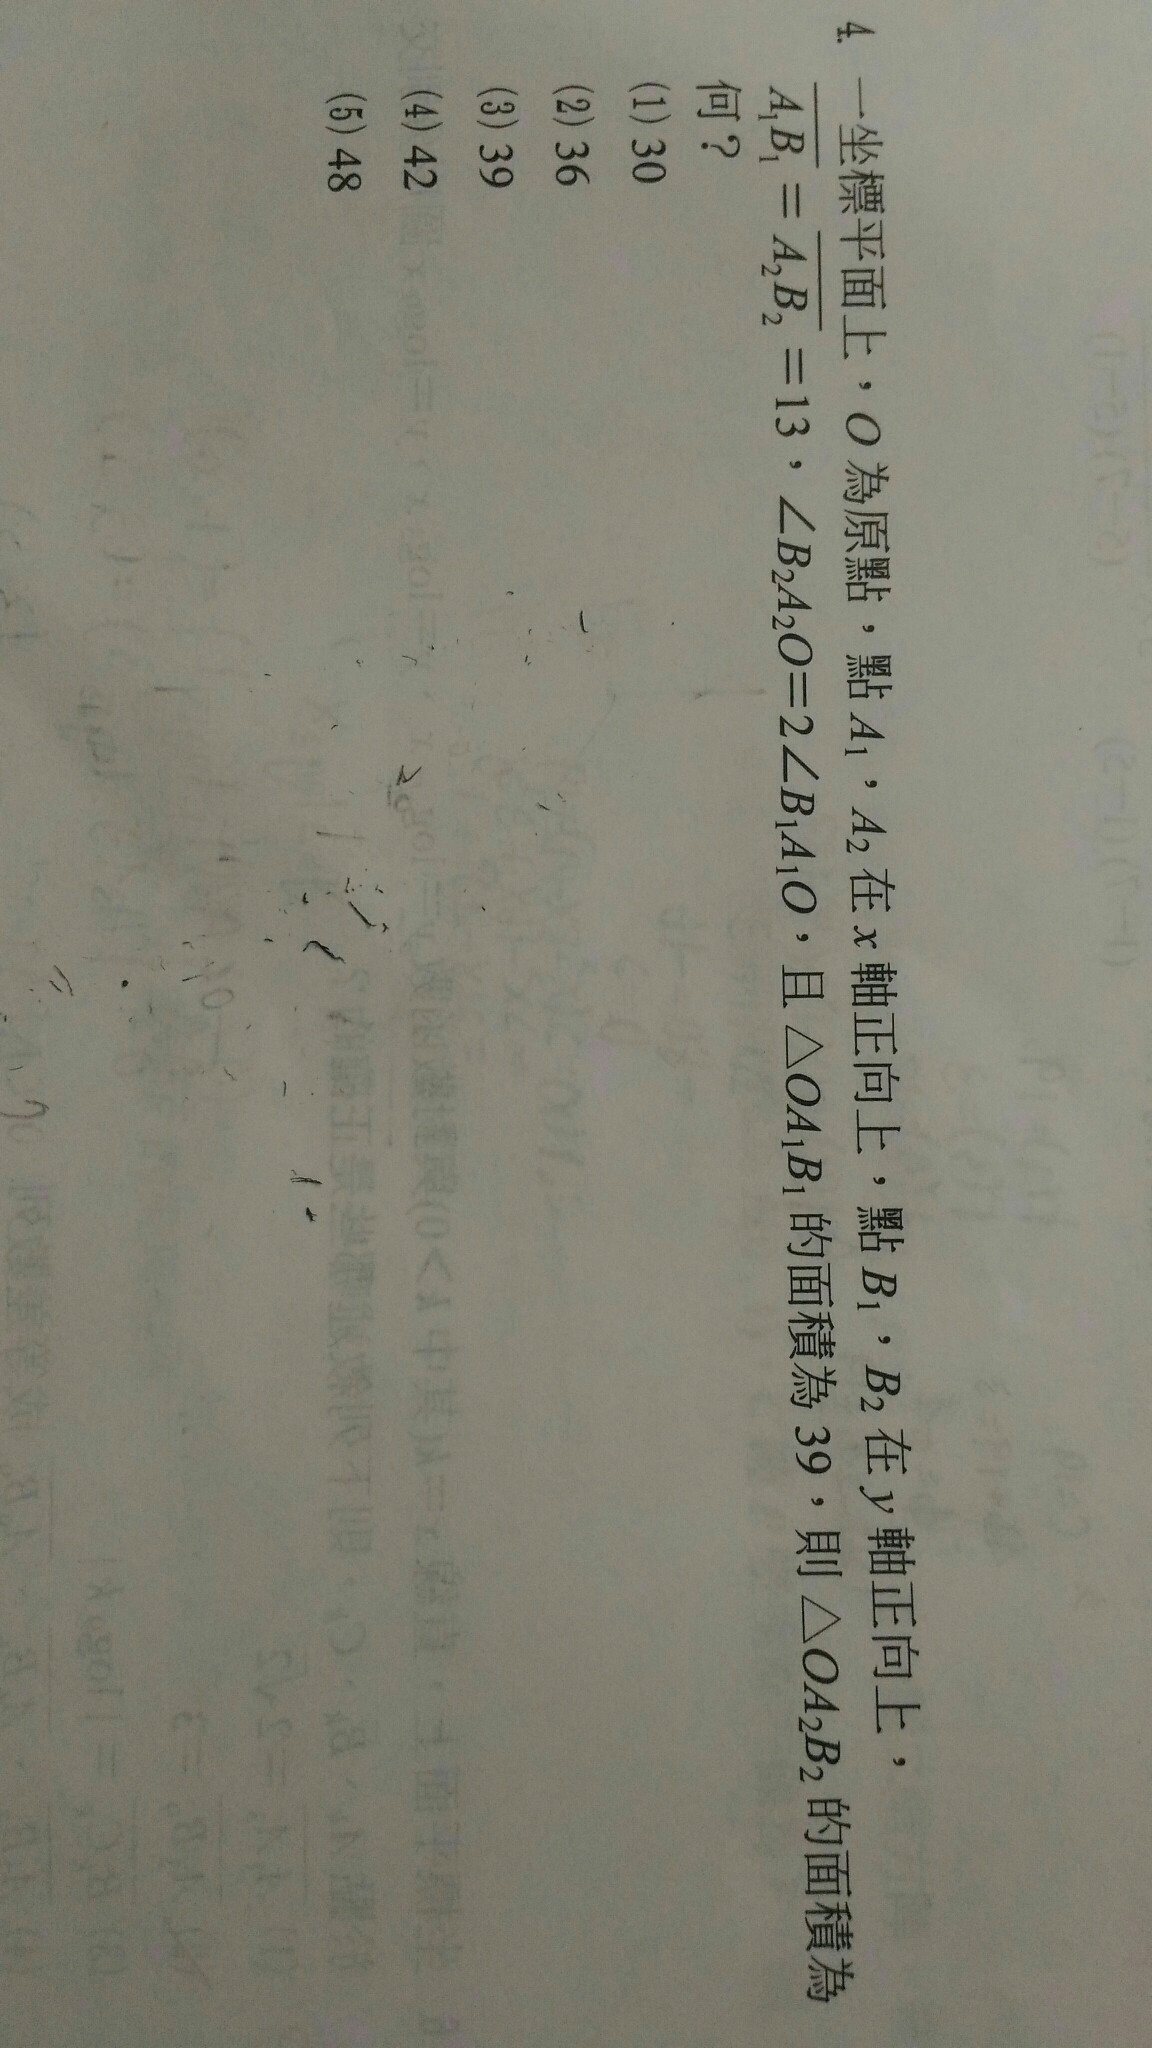 4. 一坐標平面上，O 為原點，點 A₁，A₂ 在 x 軸正向上，點 B₁，B₂ 在 y 軸正向上，
A₁B₁ = A₂B₂ =13，∠B₂A₂O=2∠B₁A₁O，且 △OA₁B₁ 的面積為 39，則 △OA₂B₂ 的面積為
何？
(1) 30
(2) 36
(3) 39
(4) 42
(5) 48